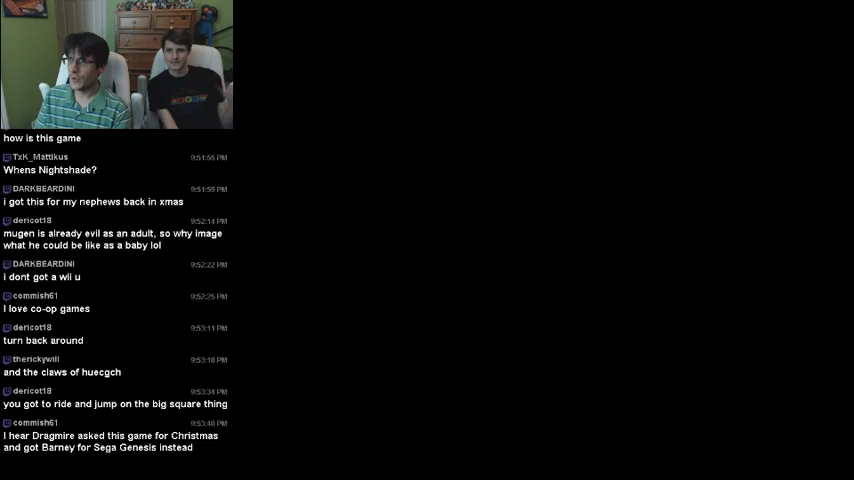 how is this game
TxK_Mattikus 9:51:55 PM
Whens Nightshade?
DARKBEARDINI 9:51:59 PM
i got this for my nephews back in xmas
dericot18 9:52:14 PM
mugen is already evil as an adult, so why image
what he could be like as a baby lol
DARKBEARDINI 9:52:22 PM
i dont got a wii u
commish61 9:52:25 PM
I love co-op games
dericot18 9:53:11 PM
turn back around
therickywill 9:53:18 PM
and the claws of huecgch
dericot18 9:53:34 PM
you got to ride and jump on the big square thing
commish61 9:53:48 PM
I hear Dragmire asked this game for Christmas
and got Barney for Sega Genesis instead